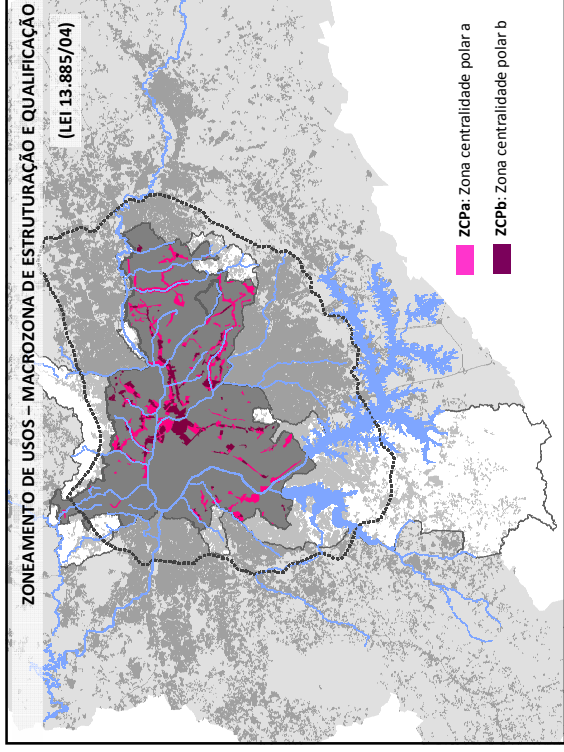 ZONEAMENTO DE USOS – MACROZONA DE ESTRUTURAÇÃO E QUALIFICAÇÃO
(LEI 13.885/04)
ZCPa: Zona centralidade polar a
ZCPb: Zona centralidade polar b